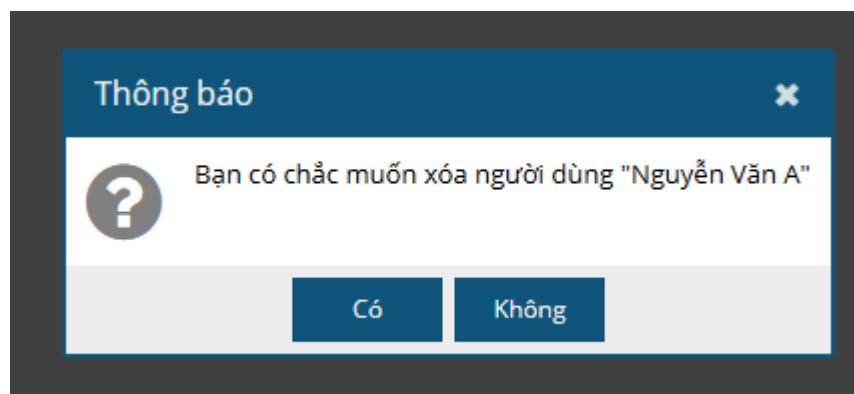 Thông báo
Bạn có chắc muốn xóa người dùng "Nguyễn Văn A"
Có
Không